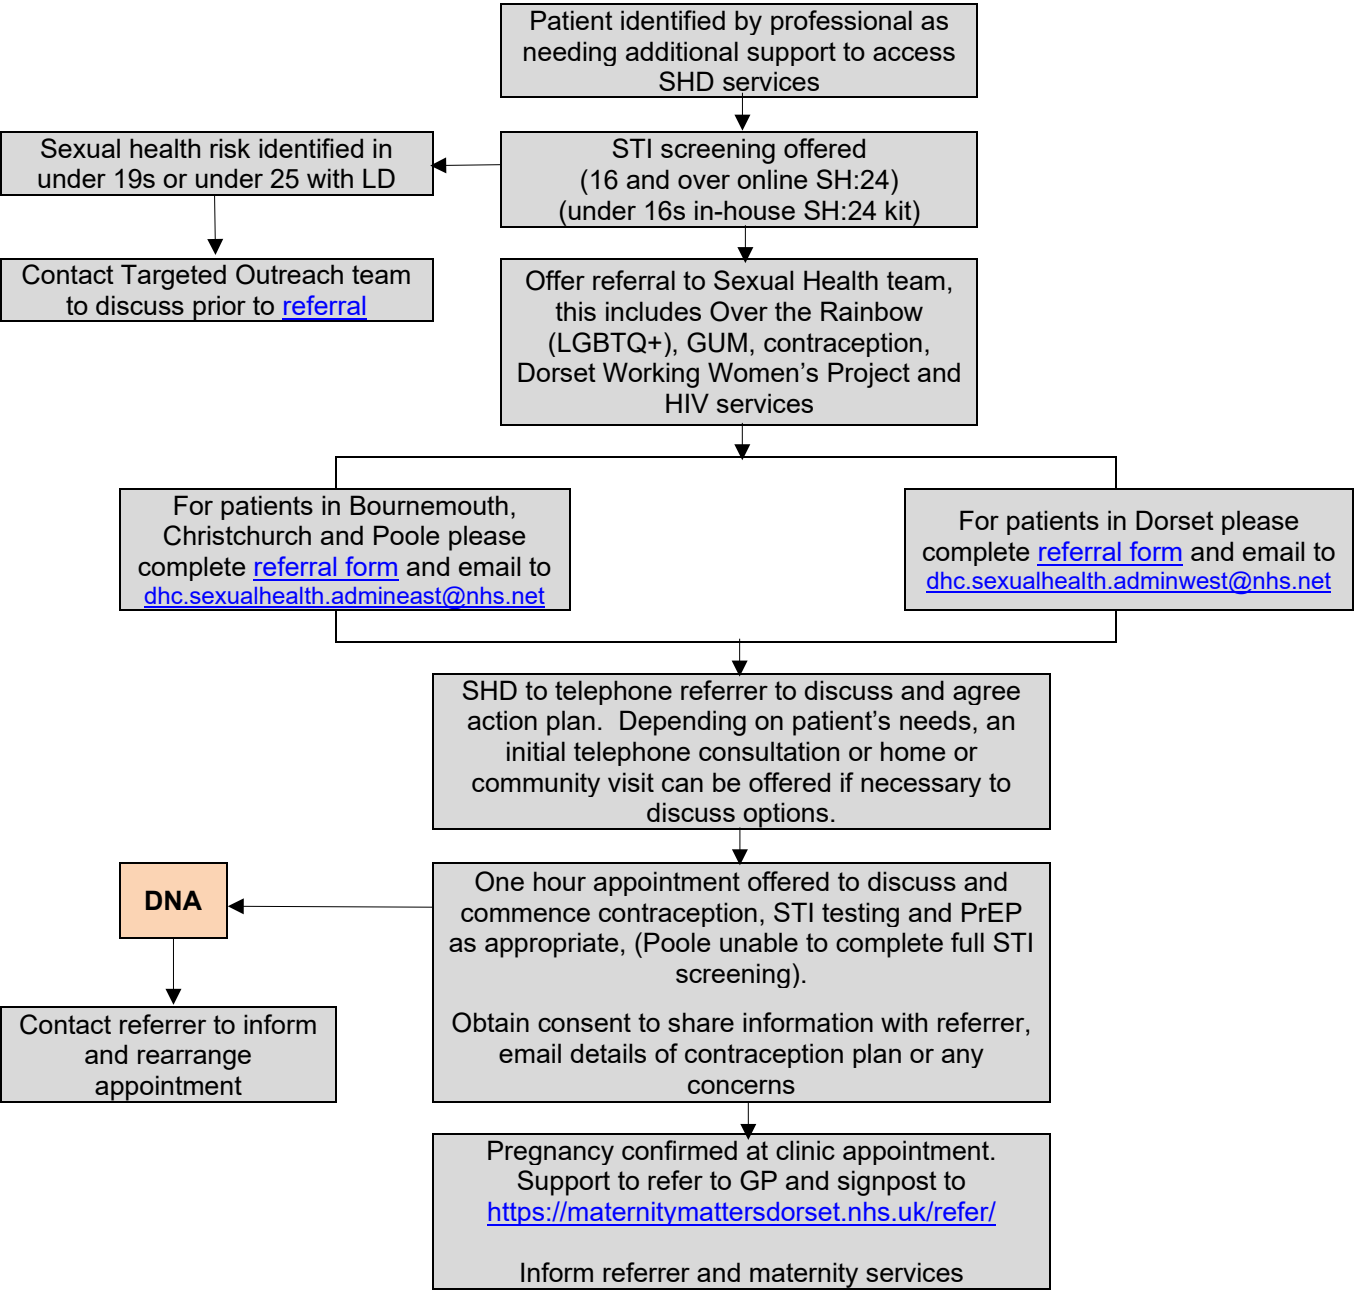 Patient identified by professional as
needing additional support to access
SHD services
Sexual health risk identified in
under 19s or under 25 with LD
STI screening offered
(16 and over online SH:24)
(under 16s in-house SH:24 kit)
Contact Targeted Outreach team
to discuss prior to referral
Offer referral to Sexual Health team,
this includes Over the Rainbow
(LGBTQ+), GUM, contraception,
Dorset Working Women’s Project and
HIV services
For patients in Bournemouth,
Christchurch and Poole please
complete referral form and email to
dhc.sexualhealth.admineast@nhs.net
For patients in Dorset please
complete referral form and email to
dhc.sexualhealth.adminwest@nhs.net
SHD to telephone referrer to discuss and agree
action plan.  Depending on patient’s needs, an
initial telephone consultation or home or
community visit can be offered if necessary to
discuss options.
DNA
One hour appointment offered to discuss and
commence contraception, STI testing and PrEP
as appropriate, (Poole unable to complete full STI
screening).
Obtain consent to share information with referrer,
email details of contraception plan or any
concerns
Contact referrer to inform
and rearrange
appointment
Pregnancy confirmed at clinic appointment.
Support to refer to GP and signpost to
https://maternitymattersdorset.nhs.uk/refer/
Inform referrer and maternity services